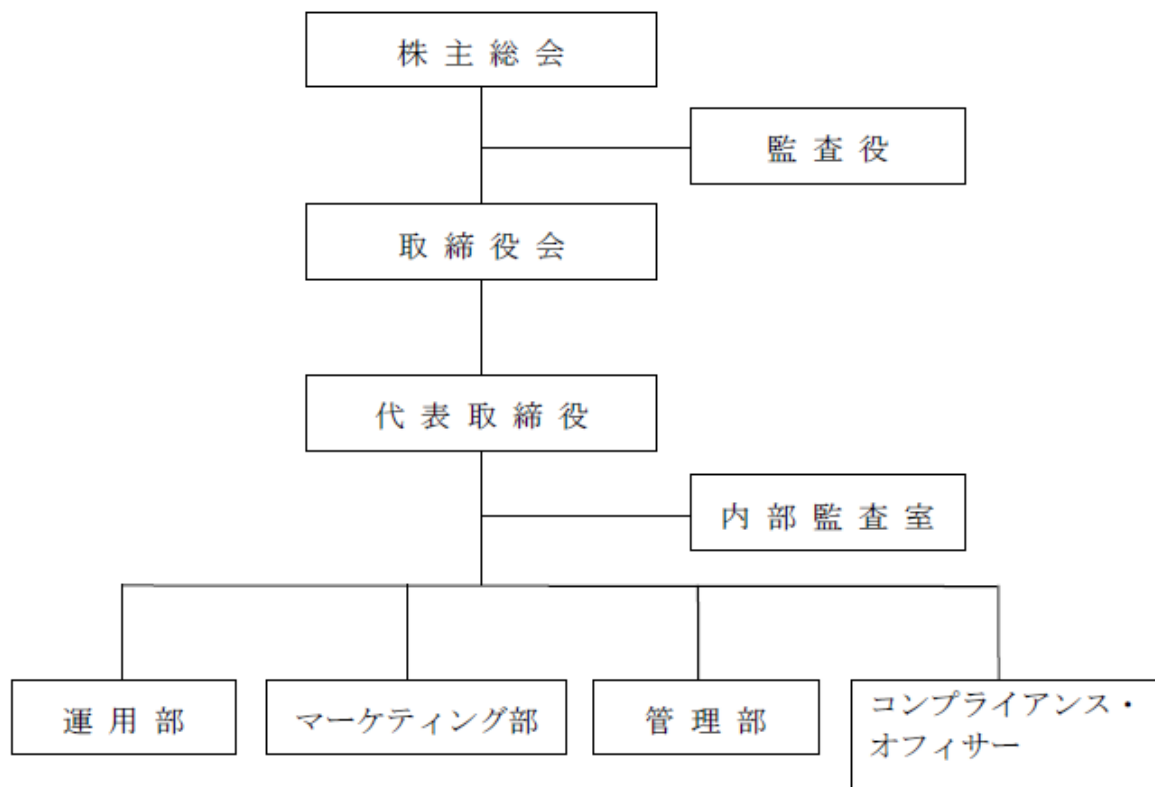 株主総会
監査役
取締役会
代表取締役
内部監査室
運用部
マーケティング部
管理部
コンプライアンス・
オフィサー